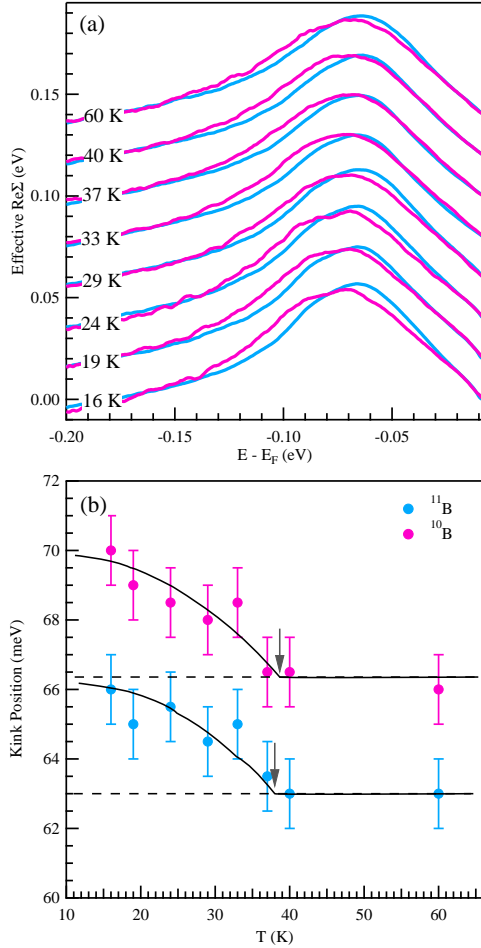 (a)
0.15
0.10
0.05
0.00
Effective ReΣ (eV)
60 K
40 K
37 K
33 K
29 K
24 K
19 K
16 K
-0.20
-0.15
-0.10
-0.05
E - E_F (eV)
(b)
¹¹B
¹⁰B
72
70
68
66
64
62
60
Kink Position (meV)
10
20
30
40
50
60
T (K)